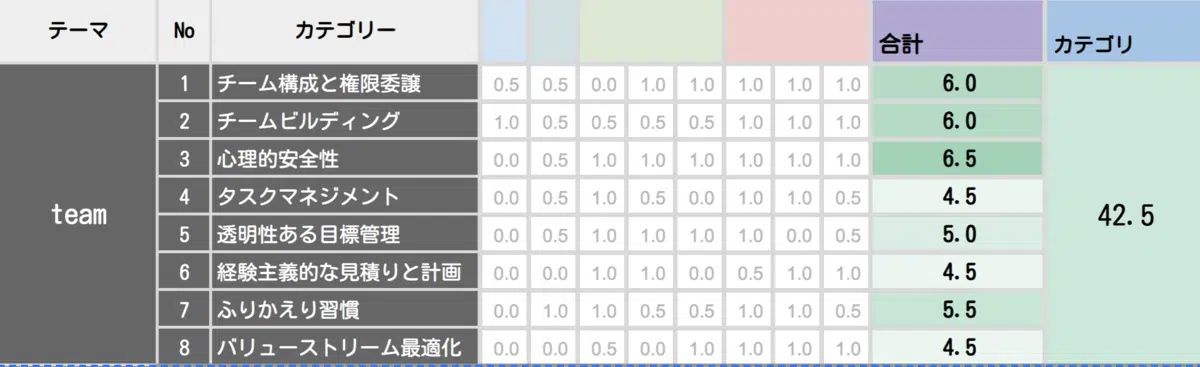 テーマ No カテゴリー 合計 カテゴリ
1 チーム構成と権限委譲 0.5 0.5 0.0 1.0 1.0 1.0 1.0 1.0 6.0
2 チームビルディング 1.0 0.5 0.5 0.5 0.5 1.0 1.0 1.0 6.0
3 心理的安全性 0.0 0.5 1.0 1.0 1.0 1.0 1.0 1.0 6.5
4 タスクマネジメント 0.0 0.5 1.0 0.5 0.0 1.0 1.0 0.5 4.5
team 42.5
5 透明性ある目標管理 0.0 0.5 1.0 1.0 1.0 1.0 0.0 0.5 5.0
6 経験主義的な見積りと計画 0.0 0.0 1.0 1.0 0.0 0.5 1.0 1.0 4.5
7 ふりかえり習慣 0.0 1.0 1.0 0.5 0.5 1.0 1.0 0.5 5.5
8 バリューストリーム最適化 0.0 0.0 0.5 0.0 1.0 1.0 1.0 1.0 4.5